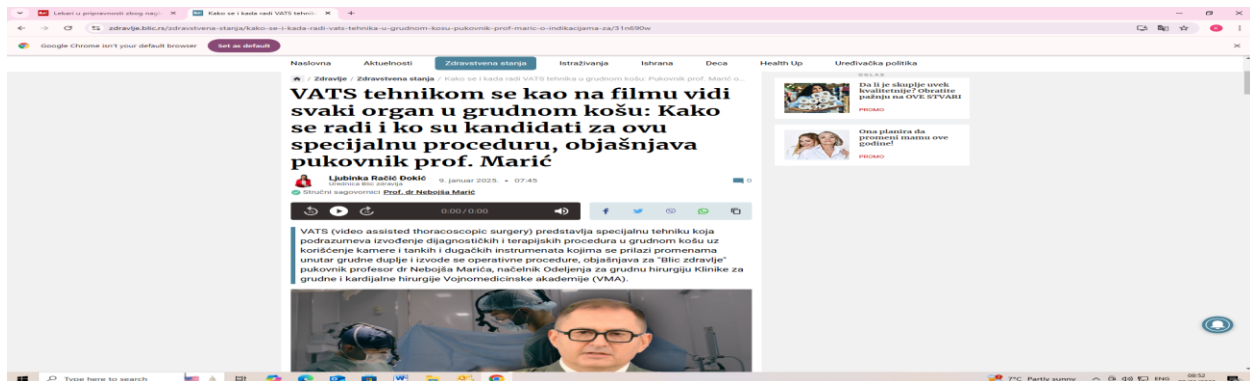 Lekari u pripravnosti zbog nagl
Kako se i kada radi VATS tehnik
zdravlje.blic.rs/zdravstvena-stanja/kako-se-i-kada-radi-vats-tehnika-u-grudnom-kosu-pukovnik-prof-maric-o-indikacijama-za/31n690w
Google Chrome isn't your default browser Set as default
Naslovna Aktuelnosti Zdravstvena stanja Istraživanja Ishrana Deca Health Up Uređivačka politika
/ Zdravlje / Zdravstvena stanja / Kako se i kada radi VATS tehnika u grudnom košu: Pukovnik prof. Marić o...
VATS tehnikom se kao na filmu vidi
svaki organ u grudnom košu: Kako
se radi i ko su kandidati za ovu
specijalnu proceduru, objašnjava
pukovnik prof. Marić
Ljubinka Račić Đokić
Urednica Blic zdravlja
9. januar 2025. • 07:45
0
Stručni sagovornici Prof. dr Nebojša Marić
0:00 / 0:00
VATS (video assisted thoracoscopic surgery) predstavlja specijalnu tehniku koja
podrazumeva izvođenje dijagnostičkih i terapijskih procedura u grudnom košu uz
korišćenje kamere i tankih i dugačkih instrumenata kojima se prilazi promenama
unutar grudne duplje i izvode se operativne procedure, objašnjava za "Blic zdravlje"
pukovnik profesor dr Nebojša Marića, načelnik Odeljenja za grudnu hirurgiju Klinike za
grudne i kardijalne hirurgije Vojnomedicinske akademije (VMA).
OGLAS
Da li je skuplje uvek
kvalitetnije? Obratite
pažnju na OVE STVARI
PROMO
Ona planira da
promeni mamu ove
godine!
PROMO
Type here to search
7°C Partly sunny
ENG
08:52